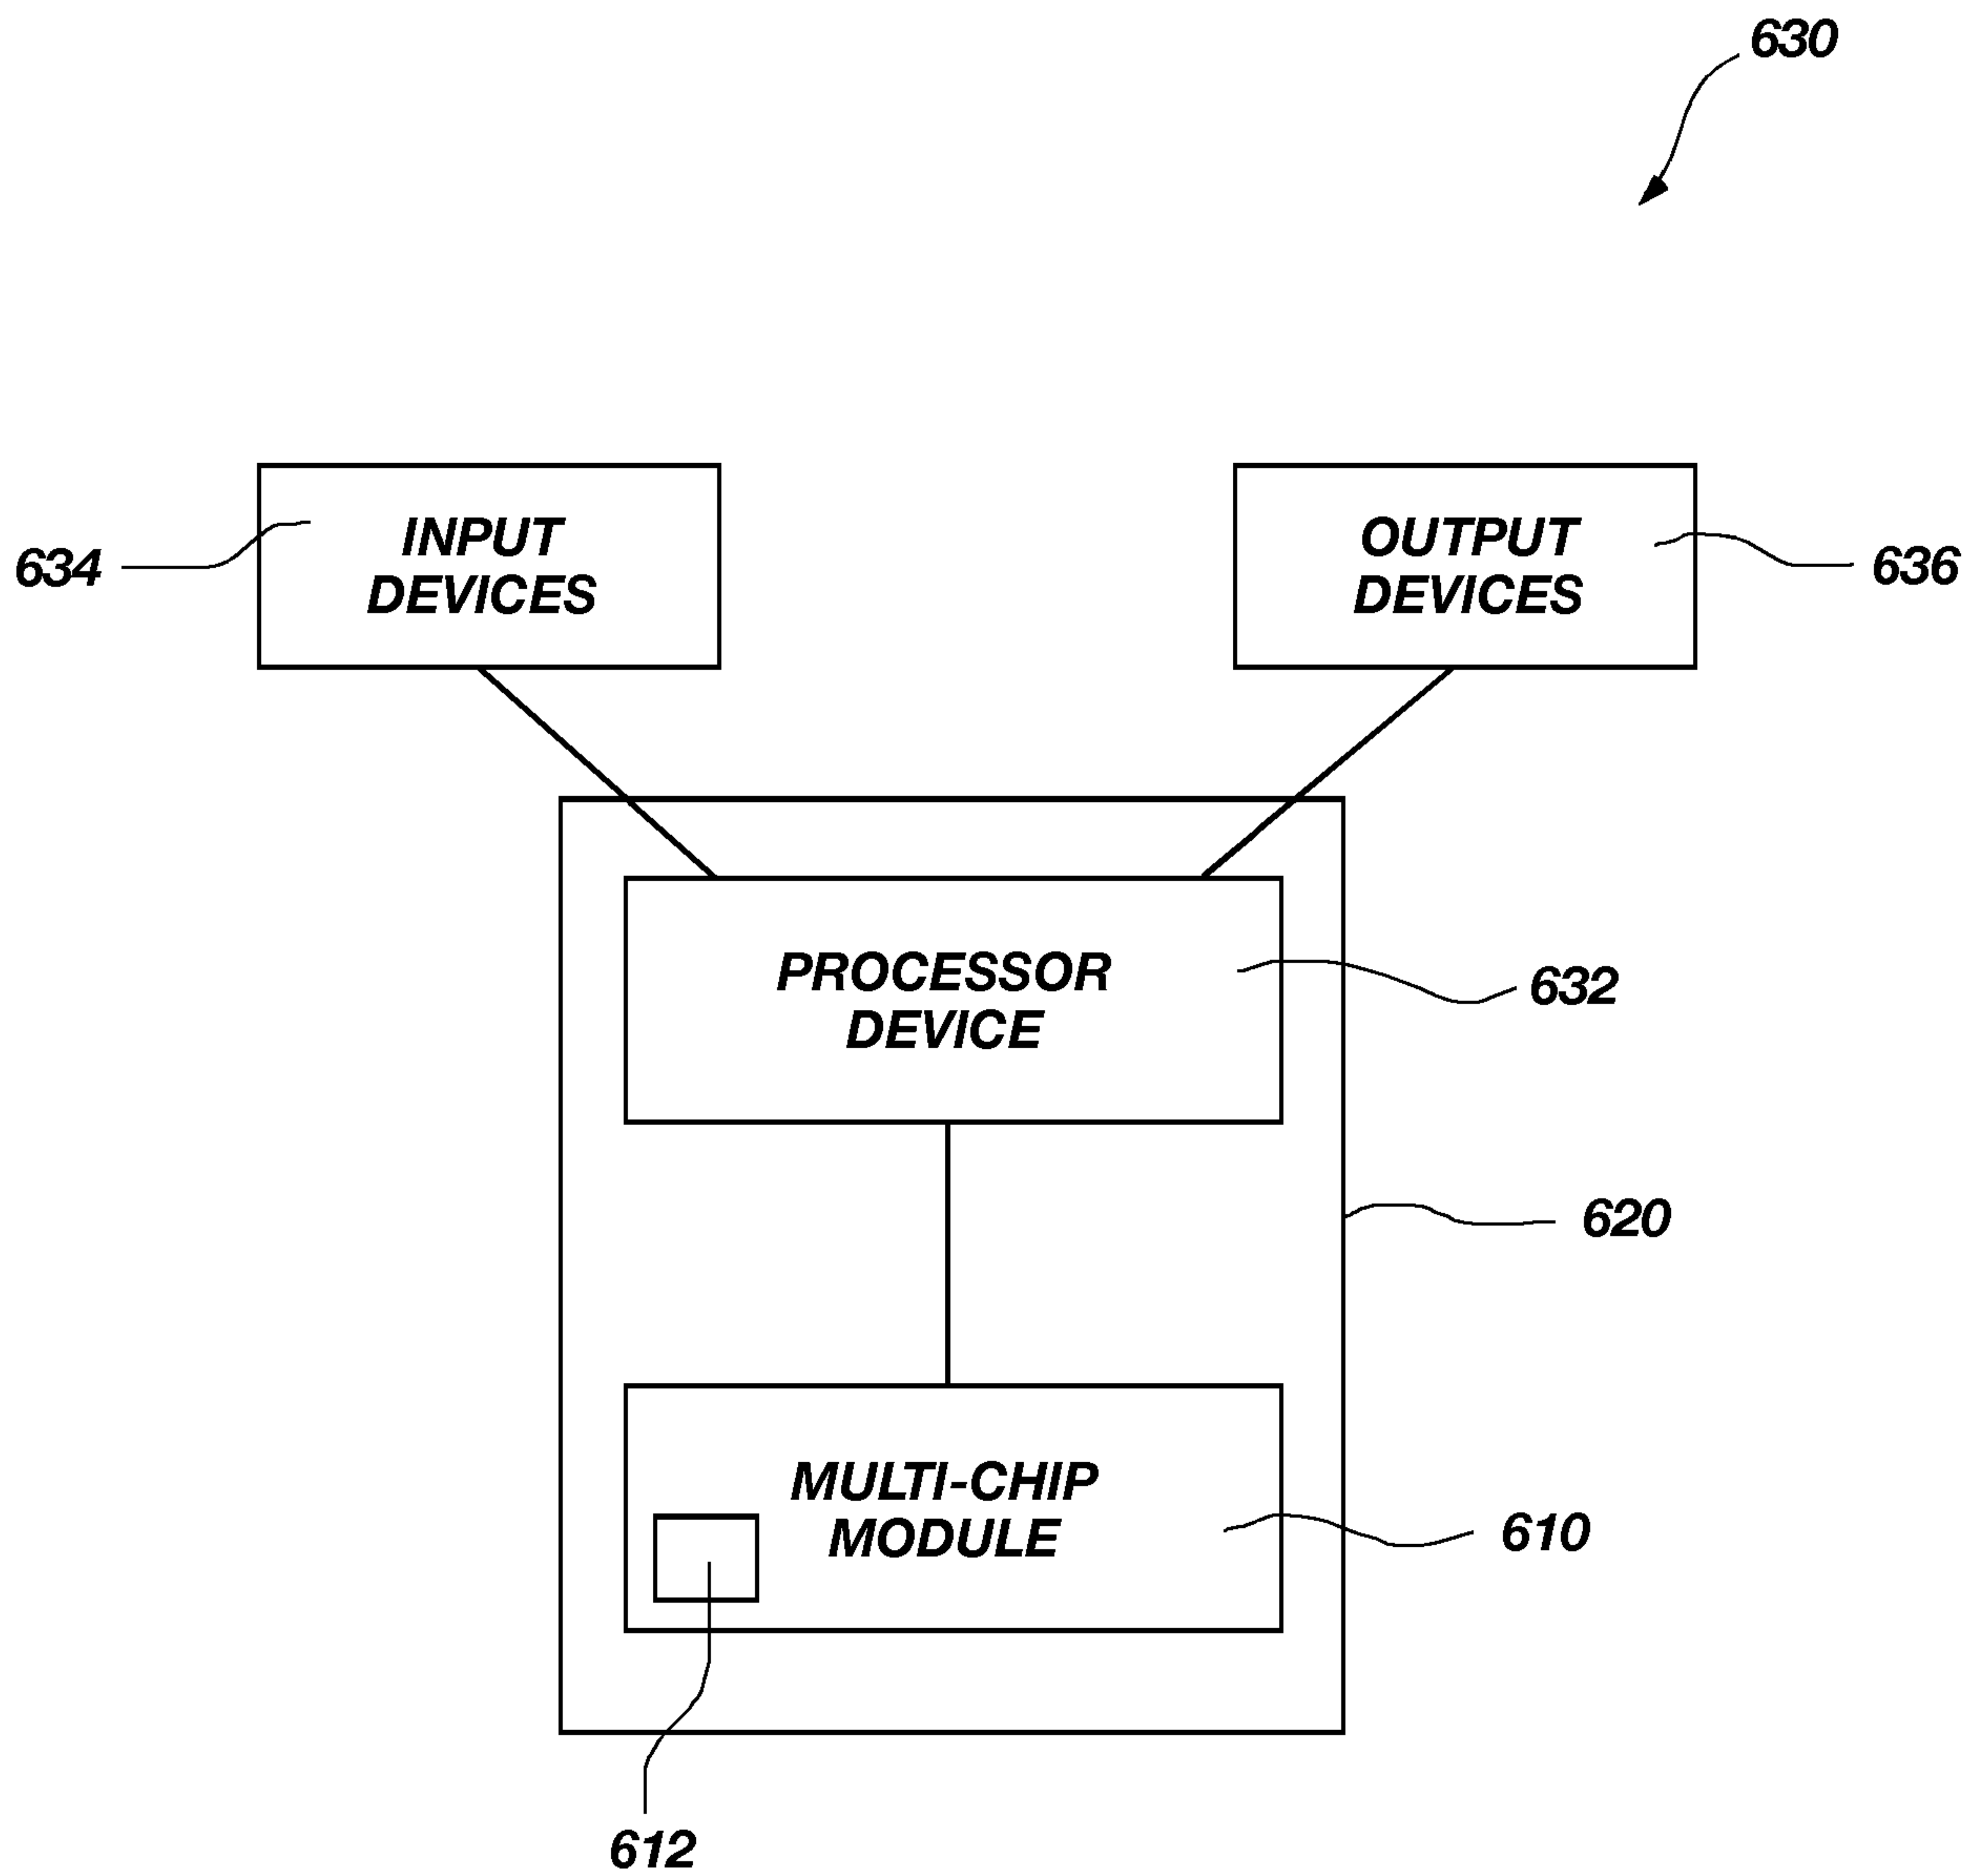 630
INPUT
DEVICES
634
OUTPUT
DEVICES
636
PROCESSOR
DEVICE
632
620
MULTI-CHIP
MODULE
610
612